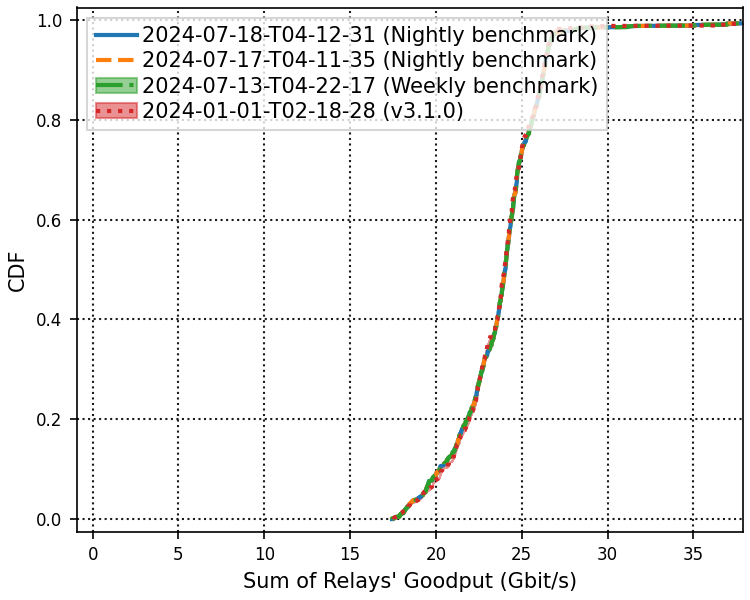 2024-07-18-T04-12-31 (Nightly benchmark)
2024-07-17-T04-11-35 (Nightly benchmark)
2024-07-13-T04-22-17 (Weekly benchmark)
2024-01-01-T02-18-28 (v3.1.0)
1.0
0.8
0.6
0.4
0.2
0.0
CDF
0 5 10 15 20 25 30 35
Sum of Relays' Goodput (Gbit/s)